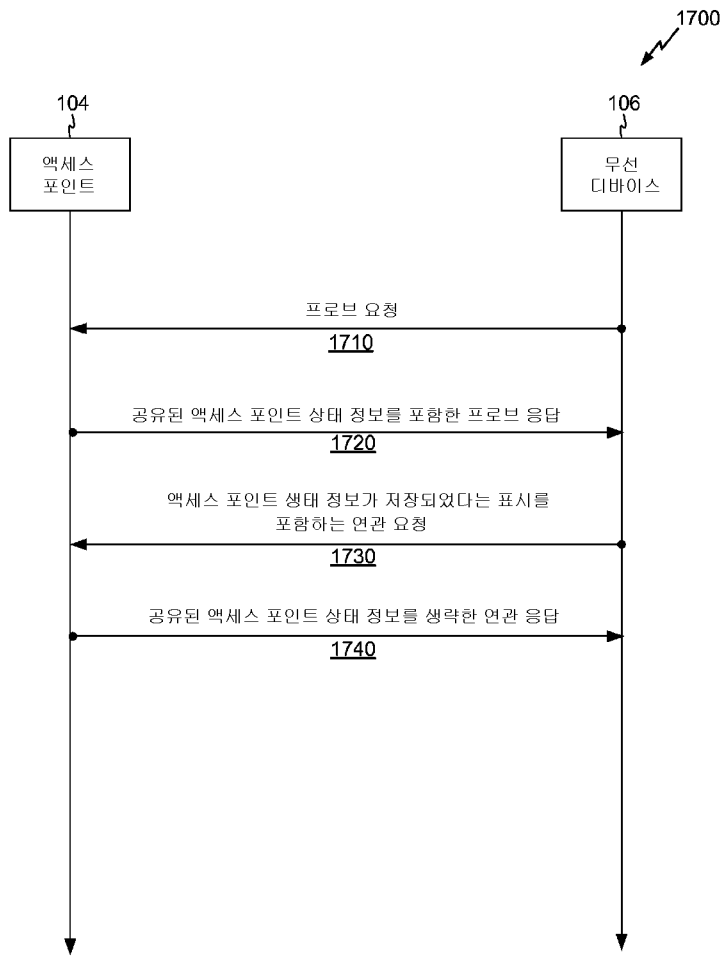 1700
104
106
액세스
포인트
무선
디바이스
프로브 요청
1710
공유된 액세스 포인트 상태 정보를 포함한 프로브 응답
1720
액세스 포인트 생태 정보가 저장되었다는 표시를
포함하는 연관 요청
1730
공유된 액세스 포인트 상태 정보를 생략한 연관 응답
1740